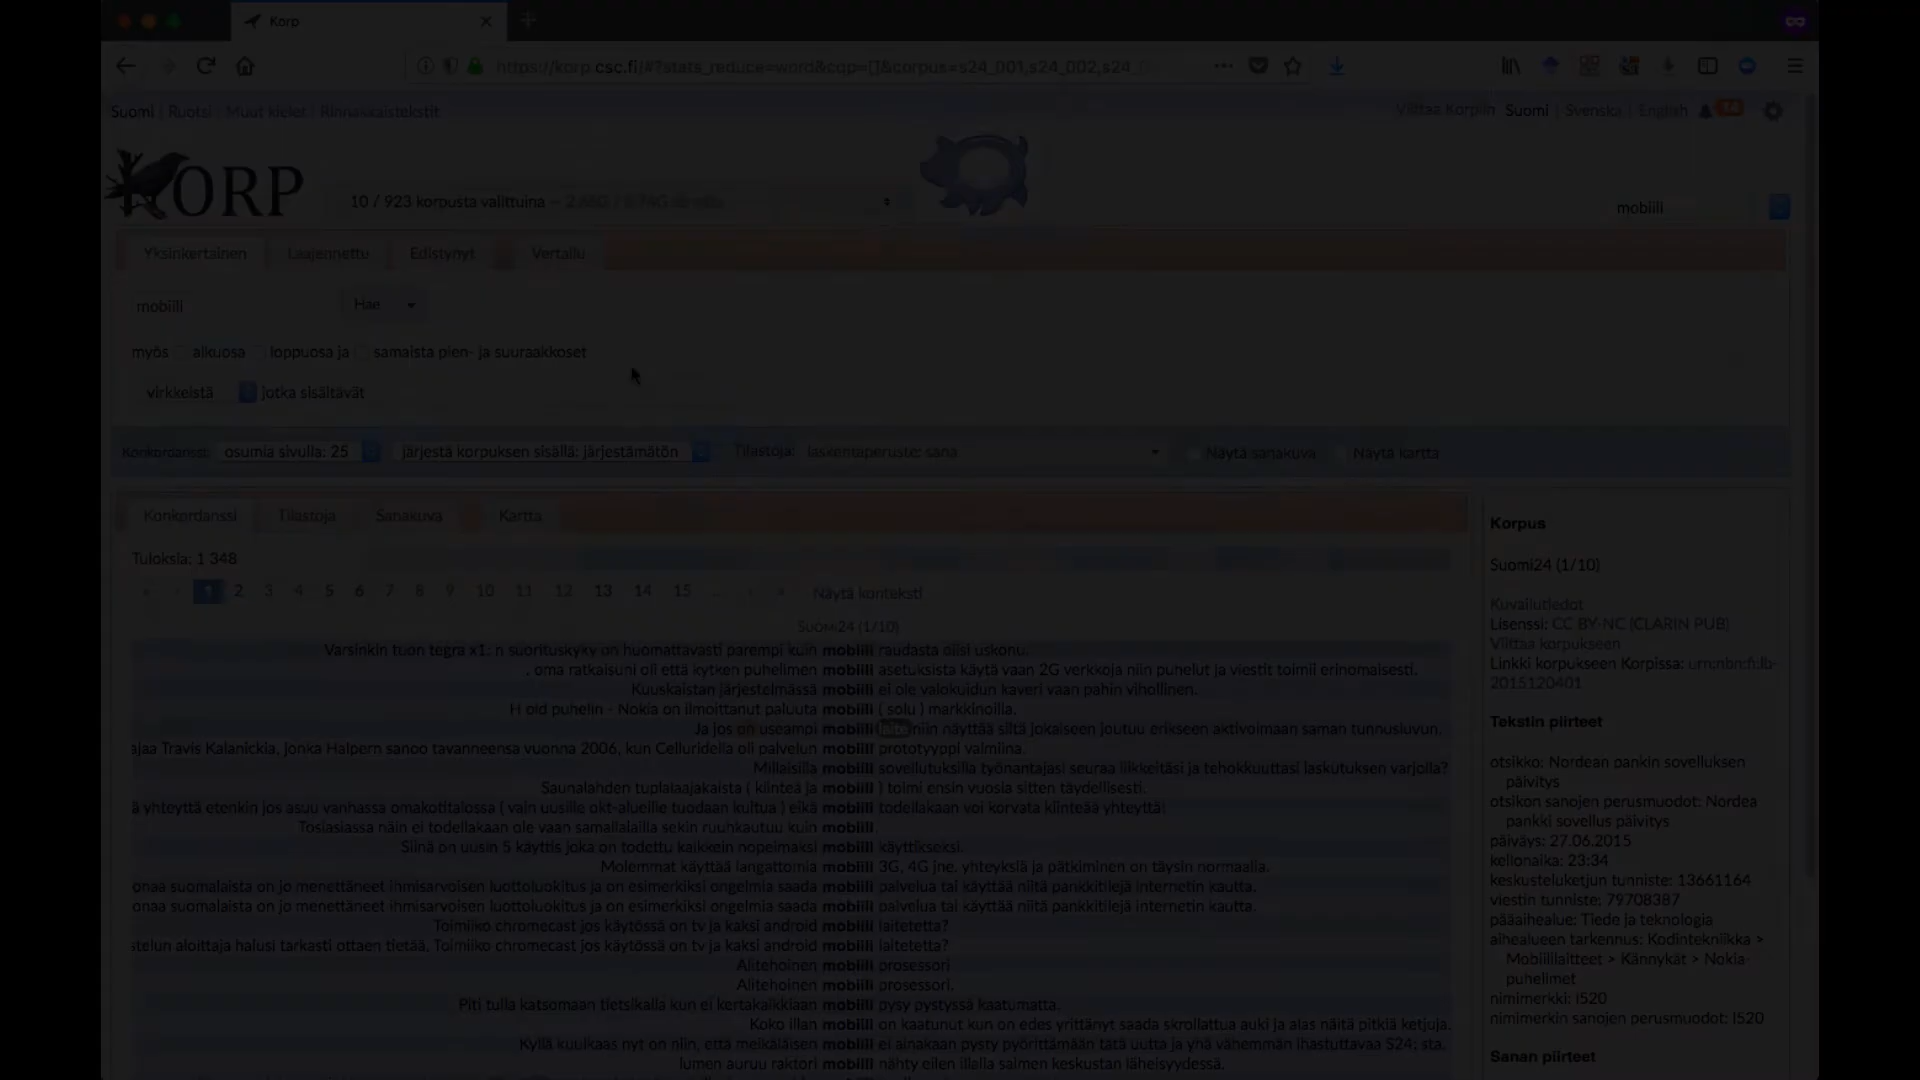 Korp
https://korp.csc.fi/#?stats_reduce=word&cqp=[]&corpus=s24_001,s24_002,s24_
Suomi | Ruotsi | Muut kielet | Rinnakkaistekstit
Viittaa Korpiin Suomi | Svenska | English
KORP
10 / 923 korpusta valittuina
mobiili
Yksinkertainen Laajennettu Edistynyt Vertailu
mobiili Hae
myös alkuosa loppuosa ja samaista pien- ja suuraakkoset
virkkeistä jotka sisältävät
Konkordanssi: osumia sivulla: 25 järjestä korpuksen sisällä: järjestämätön Tilastoja: laskentaperuste: sana Näytä sanakuva Näytä kartta
Konkordanssi Tilastoja Sanakuva Kartta
Tuloksia: 1 348
1 2 3 4 5 6 7 8 9 10 11 12 13 14 15 ... Näytä konteksti
SUOMI24 (1/10)
Varsinkin tuon tegra x1: n suorituskyky on huomattavasti parempi kuin mobiili raudasta olisi uskonu.
. oma ratkaisuni oli että kytken puhelimen mobiili asetuksista käytä vaan 2G verkkoja niin puhelut ja viestit toimii erinomaisesti.
Kuuskaistan järjestelmässä mobiili ei ole valokuidun kaveri vaan pahin vihollinen.
H old puhelin - Nokia on ilmoittanut paluuta mobiili ( solu ) markkinoilla.
Ja jos on useampi mobiili laite niin näyttää siltä jokaiseen joutuu erikseen aktivoimaan saman tunnusluvun.
ajaa Travis Kalanickia, jonka Halpern sanoo tavanneensa vuonna 2006, kun Celluridella oli palvelun mobiili prototyyppi valmiina.
Millaisilla mobiili sovellutuksilla työnantajasi seuraa liikkeitäsi ja tehokkuuttasi laskutuksen varjolla?
Saunalahden tuplalaajakaista ( kiinteä ja mobiili ) toimi ensin vuosia sitten täydellisesti.
ä yhteyttä etenkin jos asuu vanhassa omakotitalossa ( vain uusille okt-alueille tuodaan kuitua ) eikä mobiili todellakaan voi korvata kiinteää yhteyttä!
Tosiasiassa näin ei todellakaan ole vaan samallalailla sekin ruuhkautuu kuin mobiili.
Siinä on uusin 5 käyttis joka on todettu kaikkein nopeimaksi mobiili käyttikseksi.
Molemmat käyttää langattomia mobiili 3G, 4G jne. yhteyksiä ja pätkiminen on täysin normaalia.
onaa suomalaista on jo menettäneet ihmisarvoisen luottoluokitus ja on esimerkiksi ongelmia saada mobiili palvelua tai käyttää niitä pankkitilejä internetin kautta.
onaa suomalaista on jo menettäneet ihmisarvoisen luottoluokitus ja on esimerkiksi ongelmia saada mobiili palvelua tai käyttää niitä pankkitilejä internetin kautta.
Toimiiko chromecast jos käytössä on tv ja kaksi android mobiili laitetetta?
stelun aloittaja halusi tarkasti ottaen tietää, Toimiiko chromecast jos käytössä on tv ja kaksi android mobiili laitetetta?
Alitehoinen mobiili prosessori
Alitehoinen mobiili prosessori.
Piti tulla katsomaan tietsikalla kun ei kertakaikkiaan mobiili pysy pystyssä kaatumatta.
Koko illan mobiili on kaatunut kun on edes yrittänyt saada skrollattua auki ja alas näitä pitkiä ketjuja.
Kyllä kuulkaas nyt on niin, että meikäläisen mobiili ei ainakaan pysty pyörittämään tätä uutta ja yhä vähemmän ihastuttavaa S24; sta.
lumen auruu raktori mobiili nähty eilen illalla salmen keskustan läheisyydessä.
Korpus
Suomi24 (1/10)
Kuvailutiedot
Lisenssi: CC BY-NC (CLARIN PUB)
Viittaa korpukseen
Linkki korpukseen Korpissa: urn:nbn:fi:lb-
2015120401
Tekstin piirteet
otsikko: Nordean pankin sovelluksen
päivitys
otsikon sanojen perusmuodot: Nordea
pankki sovellus päivitys
päiväys: 27.06.2015
kellonaika: 23:34
keskusteluketjun tunniste: 13661164
viestin tunniste: 79708387
pääaihealue: Tiede ja teknologia
aihealueen tarkennus: Kodintekniikka >
Mobiililaitteet > Kännykät > Nokia-
puhelimet
nimimerkki: l520
nimimerkin sanojen perusmuodot: l520
Sanan piirteet